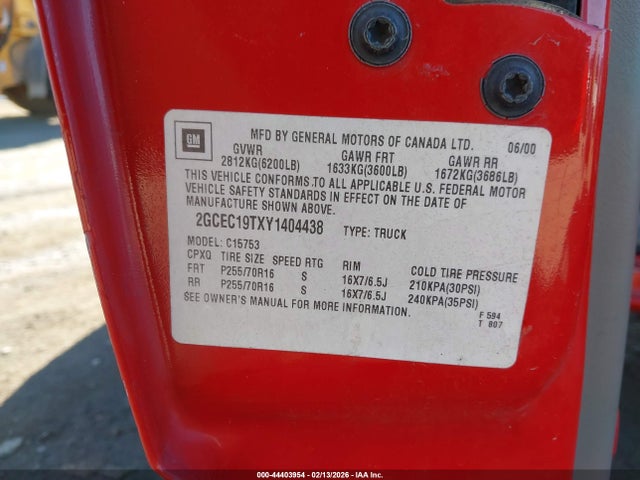 GM
MFD BY GENERAL MOTORS OF CANADA LTD. 06/00
GVWR GAWR FRT GAWR RR
2812KG(6200LB) 1633KG(3600LB) 1672KG(3686LB)
THIS VEHICLE CONFORMS TO ALL APPLICABLE U.S. FEDERAL MOTOR
VEHICLE SAFETY STANDARDS IN EFFECT ON THE DATE OF
MANUFACTURE SHOWN ABOVE.
2GCEC19TXY1404438 TYPE: TRUCK
MODEL: C15753
CPXQ TIRE SIZE SPEED RTG RIM COLD TIRE PRESSURE
FRT P255/70R16 S 16X7/6.5J 210KPA(30PSI)
RR P255/70R16 S 16X7/6.5J 240KPA(35PSI)
SEE OWNER'S MANUAL FOR MORE INFORMATION.
F 594
T 807
000-44403954 - 02/13/2026 - IAAI.COM